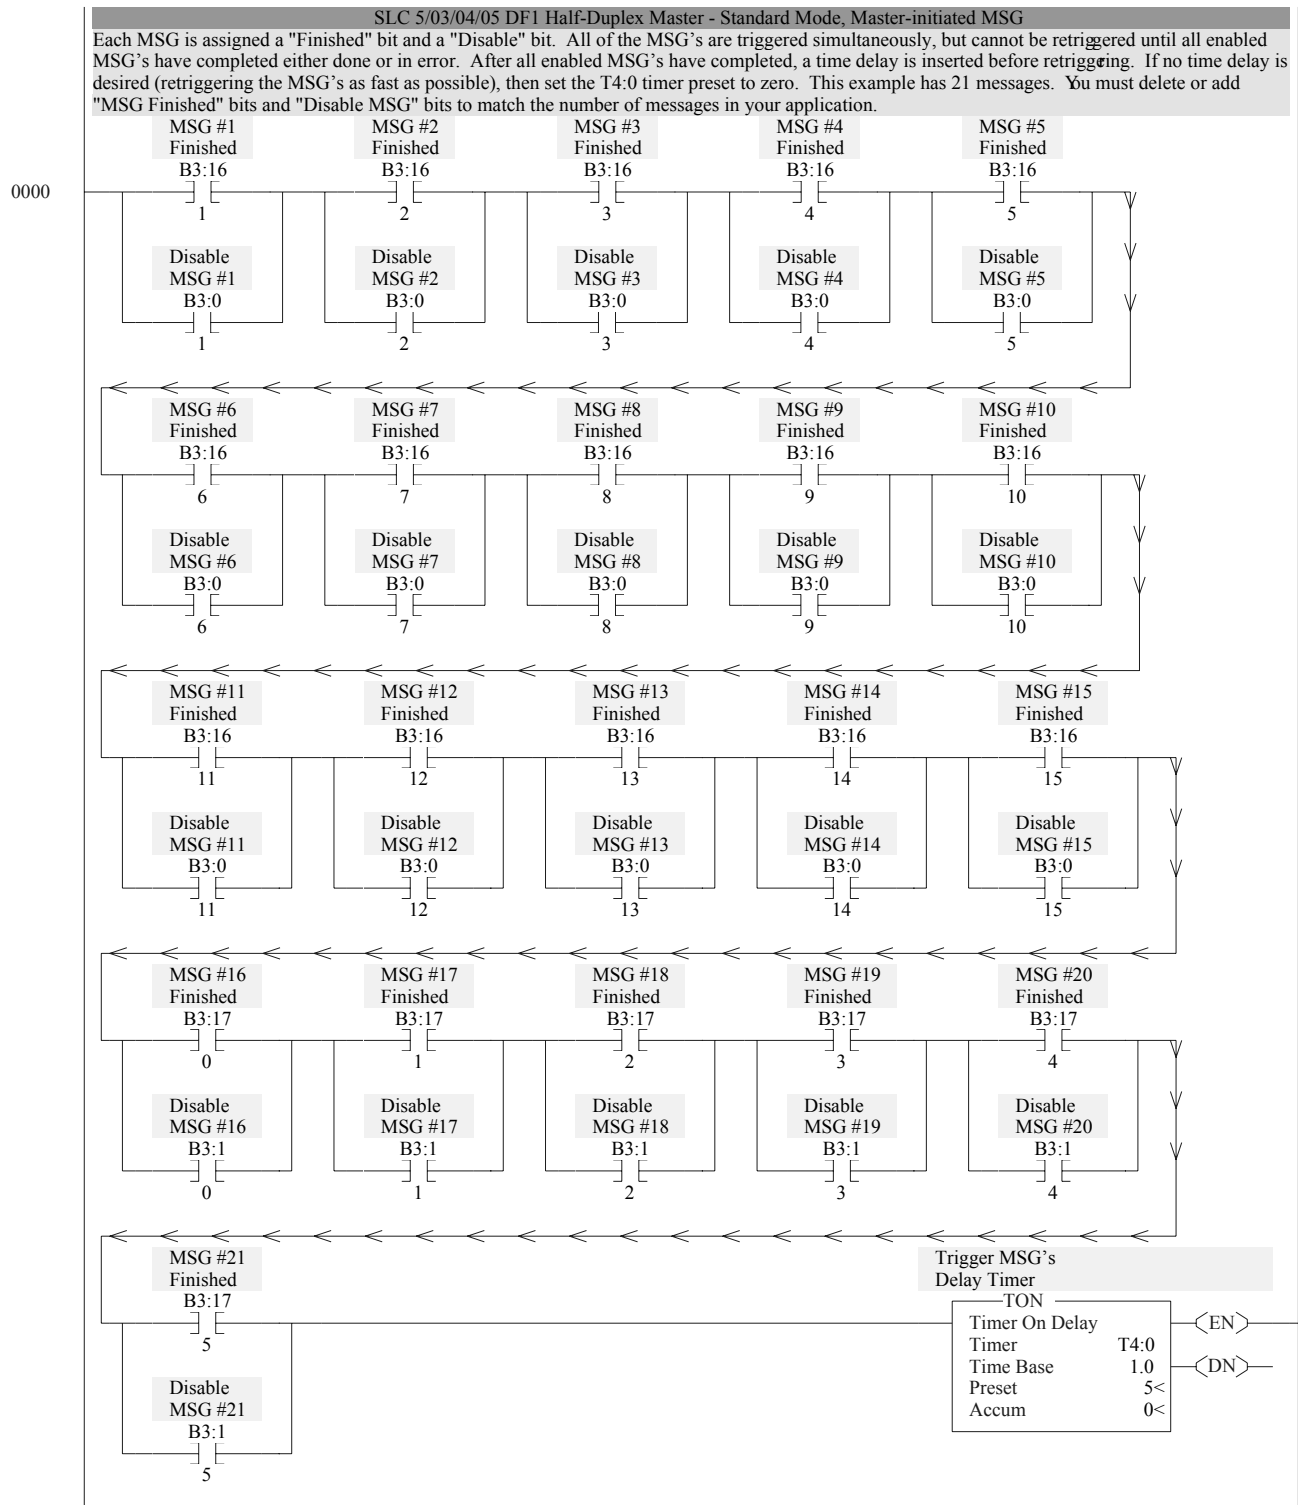 SLC 5/03/04/05 DF1 Half-Duplex Master - Standard Mode, Master-initiated MSG
Each MSG is assigned a "Finished" bit and a "Disable" bit.  All of the MSG's are triggered simultaneously, but cannot be retriggered until all enabled
MSG's have completed either done or in error.  After all enabled MSG's have completed, a time delay is inserted before retriggering.  If no time delay is
desired (retriggering the MSG's as fast as possible), then set the T4:0 timer preset to zero.  This example has 21 messages.  You must delete or add
"MSG Finished" bits and "Disable MSG" bits to match the number of messages in your application.
MSG #1 MSG #2 MSG #3 MSG #4 MSG #5
Finished Finished Finished Finished Finished
B3:16 B3:16 B3:16 B3:16 B3:16
0000
1 2 3 4 5
Disable Disable Disable Disable Disable
MSG #1 MSG #2 MSG #3 MSG #4 MSG #5
B3:0 B3:0 B3:0 B3:0 B3:0
1 2 3 4 5
MSG #6 MSG #7 MSG #8 MSG #9 MSG #10
Finished Finished Finished Finished Finished
B3:16 B3:16 B3:16 B3:16 B3:16
6 7 8 9 10
Disable Disable Disable Disable Disable
MSG #6 MSG #7 MSG #8 MSG #9 MSG #10
B3:0 B3:0 B3:0 B3:0 B3:0
6 7 8 9 10
MSG #11 MSG #12 MSG #13 MSG #14 MSG #15
Finished Finished Finished Finished Finished
B3:16 B3:16 B3:16 B3:16 B3:16
11 12 13 14 15
Disable Disable Disable Disable Disable
MSG #11 MSG #12 MSG #13 MSG #14 MSG #15
B3:0 B3:0 B3:0 B3:0 B3:0
11 12 13 14 15
MSG #16 MSG #17 MSG #18 MSG #19 MSG #20
Finished Finished Finished Finished Finished
B3:17 B3:17 B3:17 B3:17 B3:17
0 1 2 3 4
Disable Disable Disable Disable Disable
MSG #16 MSG #17 MSG #18 MSG #19 MSG #20
B3:1 B3:1 B3:1 B3:1 B3:1
0 1 2 3 4
MSG #21 Trigger MSG's
Finished Delay Timer
B3:17 TON
5 Timer On Delay EN
Timer T4:0
Time Base 1.0 DN
Disable Preset 5<
MSG #21 Accum 0<
B3:1
5